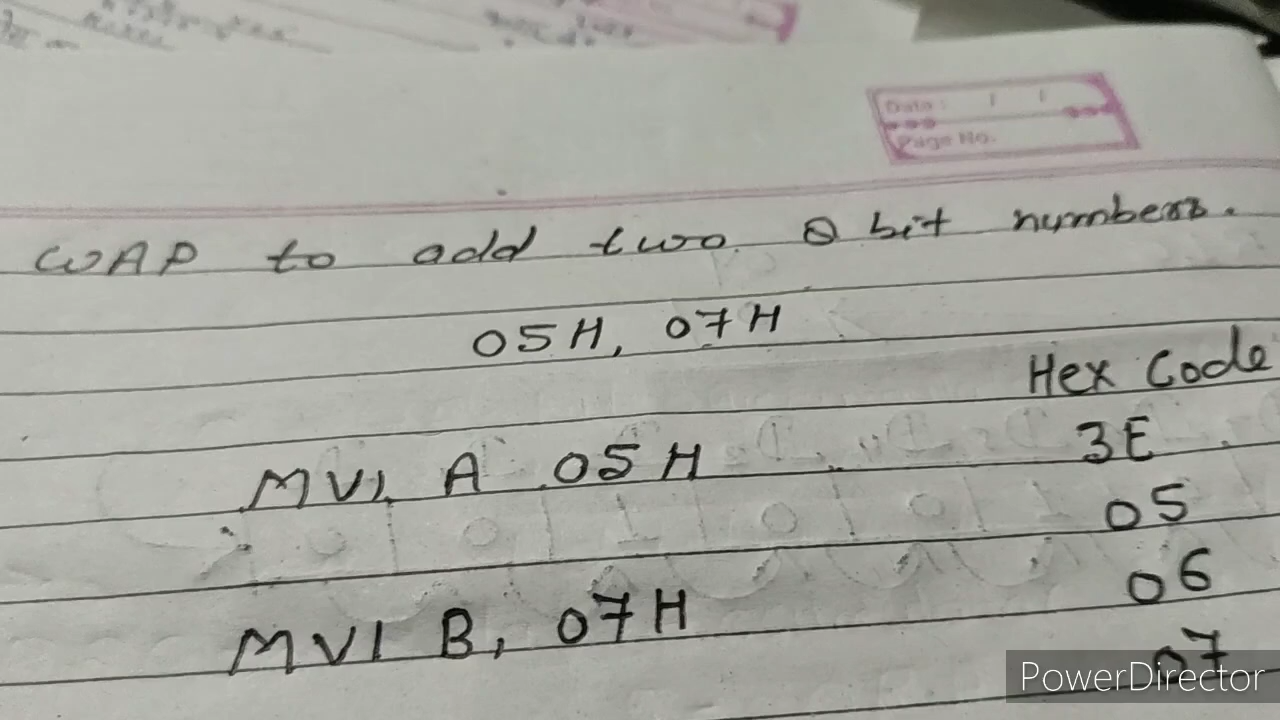 Date :
Page No.
WAP to add two 8 bit numbers.
05H, 07H
Hex Code
MVI A 05H 3E
05
06
MVI B, 07H
07
PowerDirector